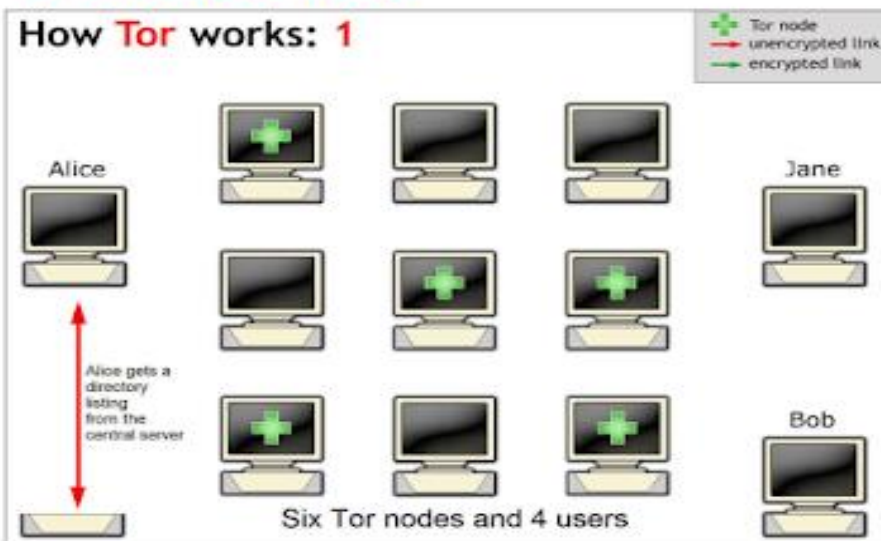 How Tor works: 1
Tor node
unencrypted link
encrypted link
Alice
Jane
Alice gets a
directory
listing
from the
central server
Bob
Six Tor nodes and 4 users